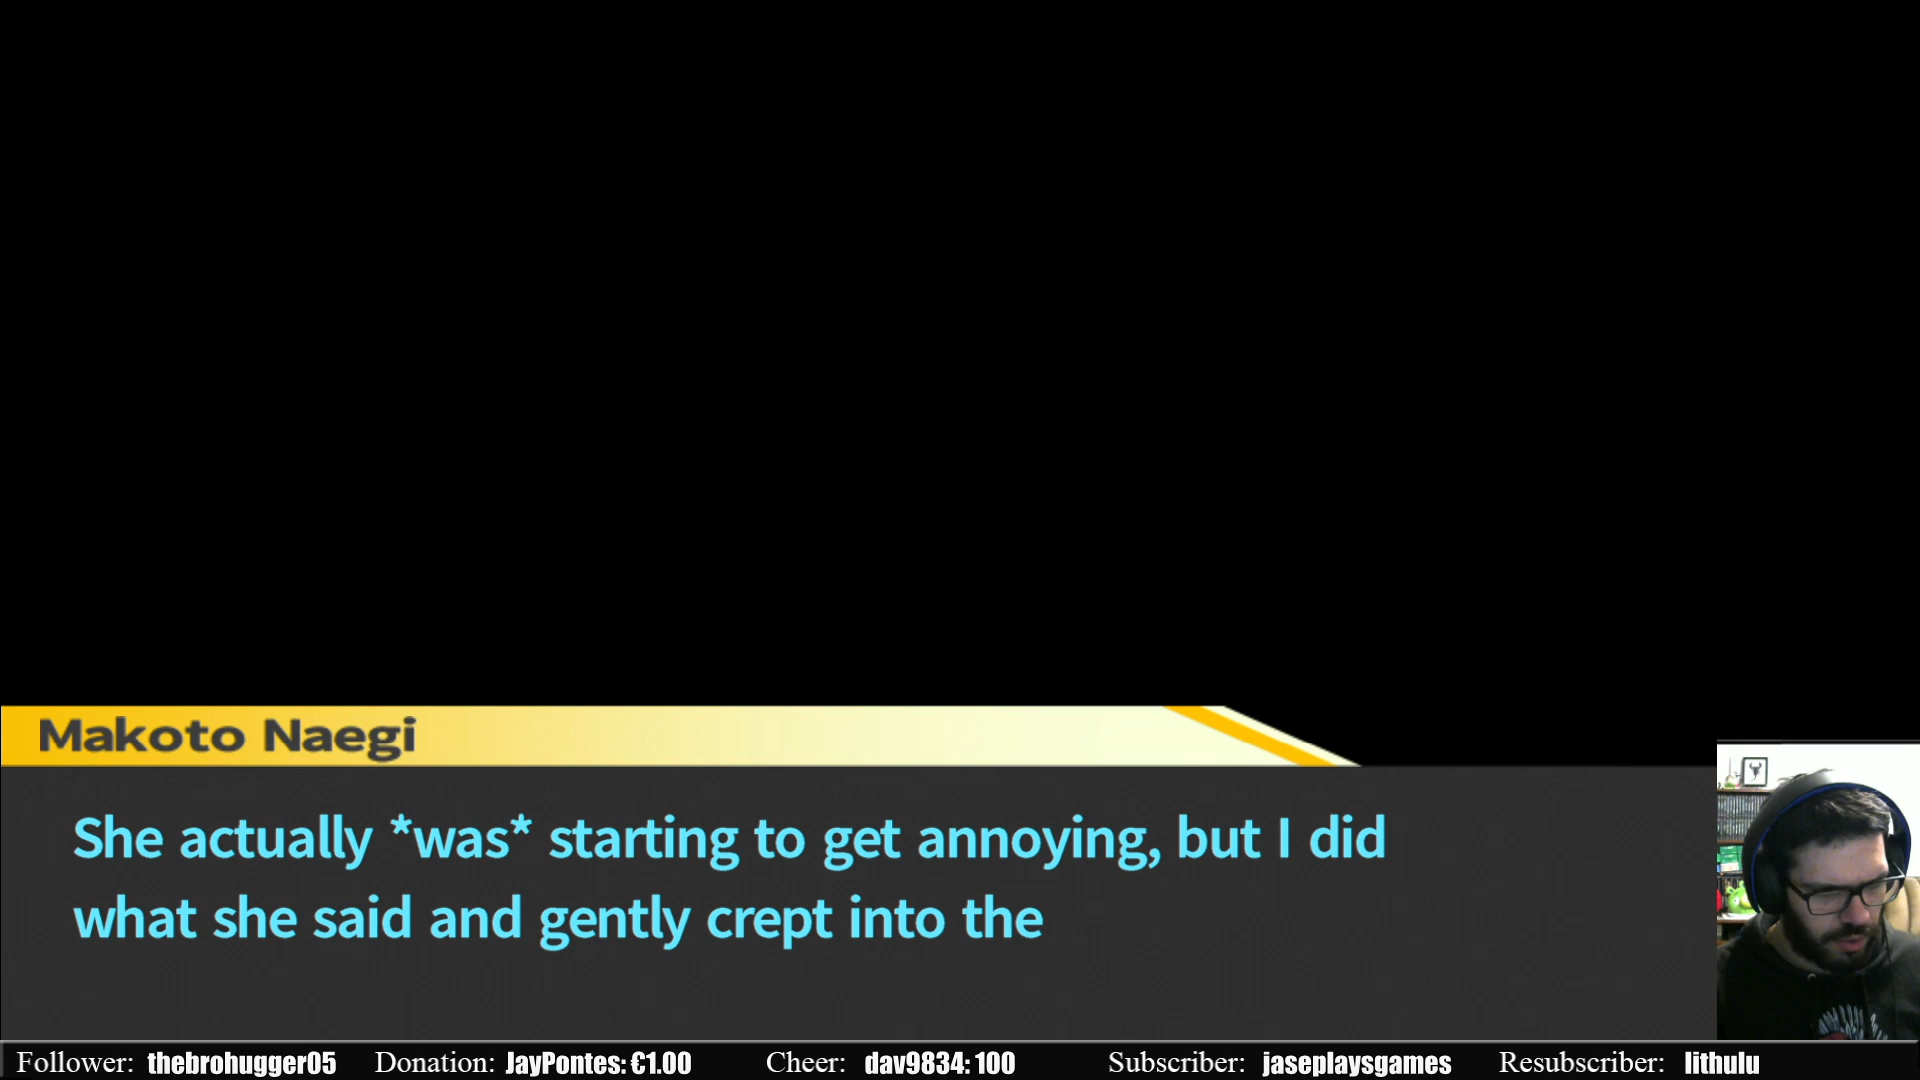 Makoto Naegi
She actually *was* starting to get annoying, but I did
what she said and gently crept into the
Follower: thebrohugger05 Donation: JayPontes: €1.00 Cheer: dav9834: 100 Subscriber: jaseplaysgames Resubscriber: lithulu